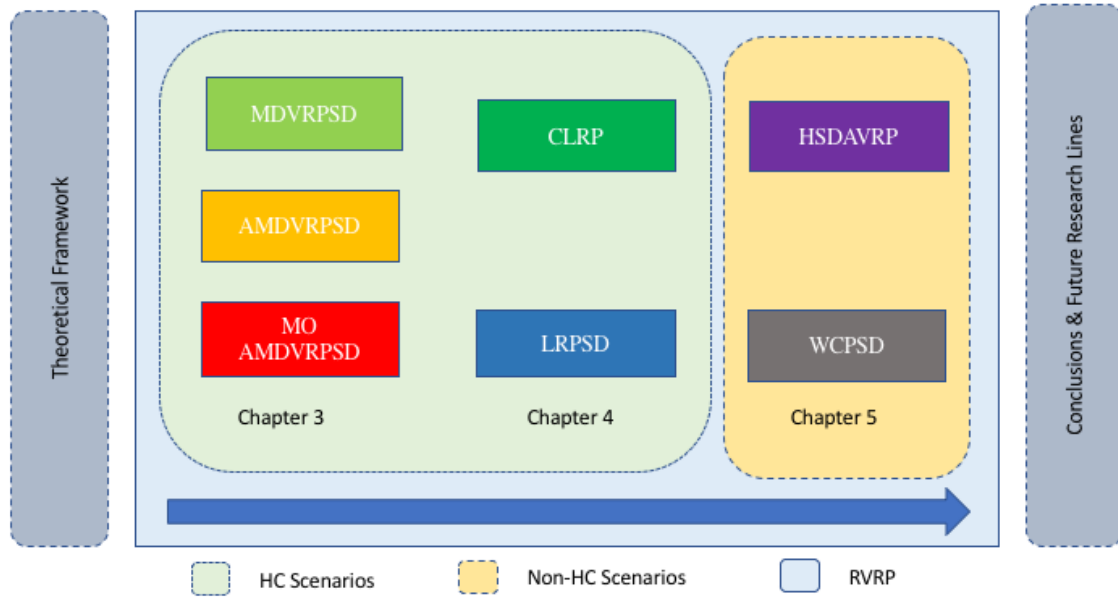 Theoretical Framework
MDVRPSD
AMDVRPSD
MO
AMDVRPSD
Chapter 3
CLRP
LRPSD
Chapter 4
HSDAVRP
WCPSD
Chapter 5
Conclusions & Future Research Lines
HC Scenarios
Non-HC Scenarios
RVRP